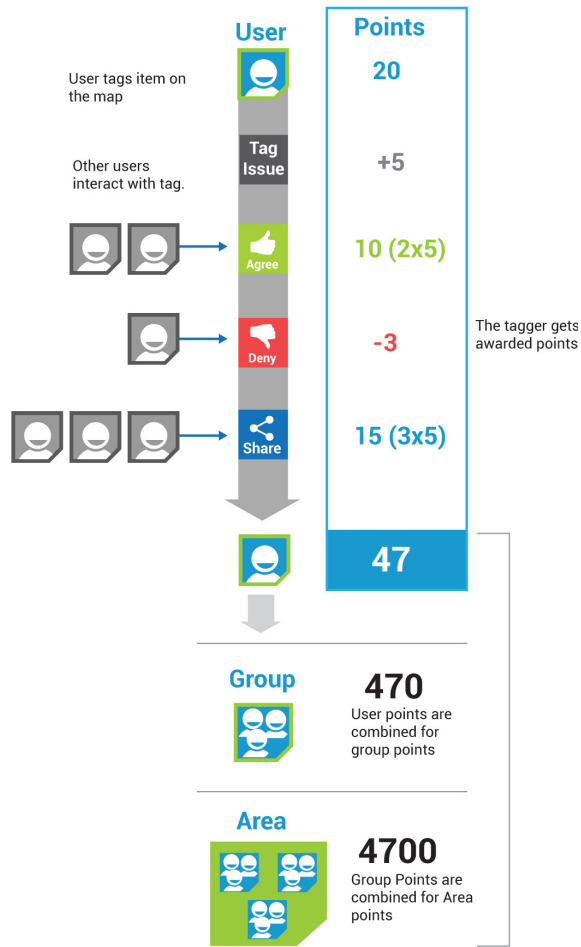 User
Points
User tags item on
the map
20
Tag
Issue
+5
Other users
interact with tag.
Agree
10 (2x5)
Deny
-3
The tagger gets
awarded points
Share
15 (3x5)
47
Group
470
User points are
combined for
group points
Area
4700
Group Points are
combined for Area
points